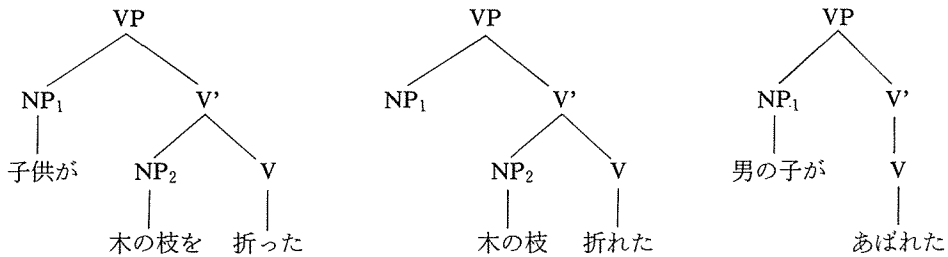 VP VP VP
NP₁ V' NP₁ V' NP₁ V'
子供が NP₂ V NP₂ V 男の子が V
木の枝を 折った 木の枝 折れた あばれた